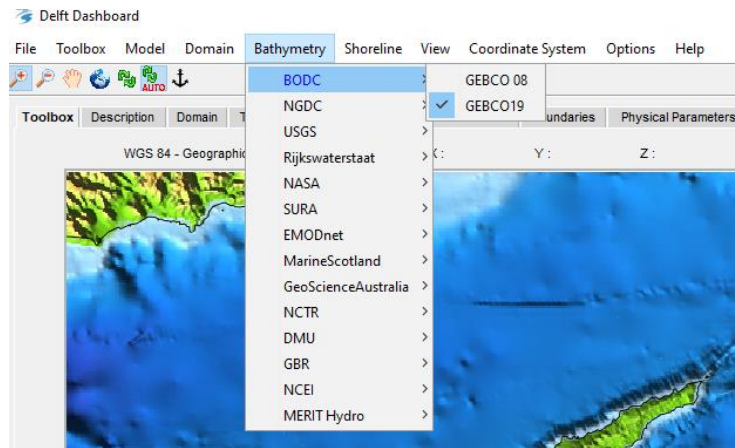 Delft Dashboard
File Toolbox Model Domain Bathymetry Shoreline View Coordinate System Options Help
AUTO
BODC
GEBCO 08
NGDC
GEBCO19
Toolbox Description Domain Physical Parameters
USGS
WGS 84 - Geographic
Rijkswaterstaat
Y :
Z :
NASA
SURA
EMODnet
MarineScotland
GeoScienceAustralia
NCTR
DMU
GBR
NCEI
MERIT Hydro